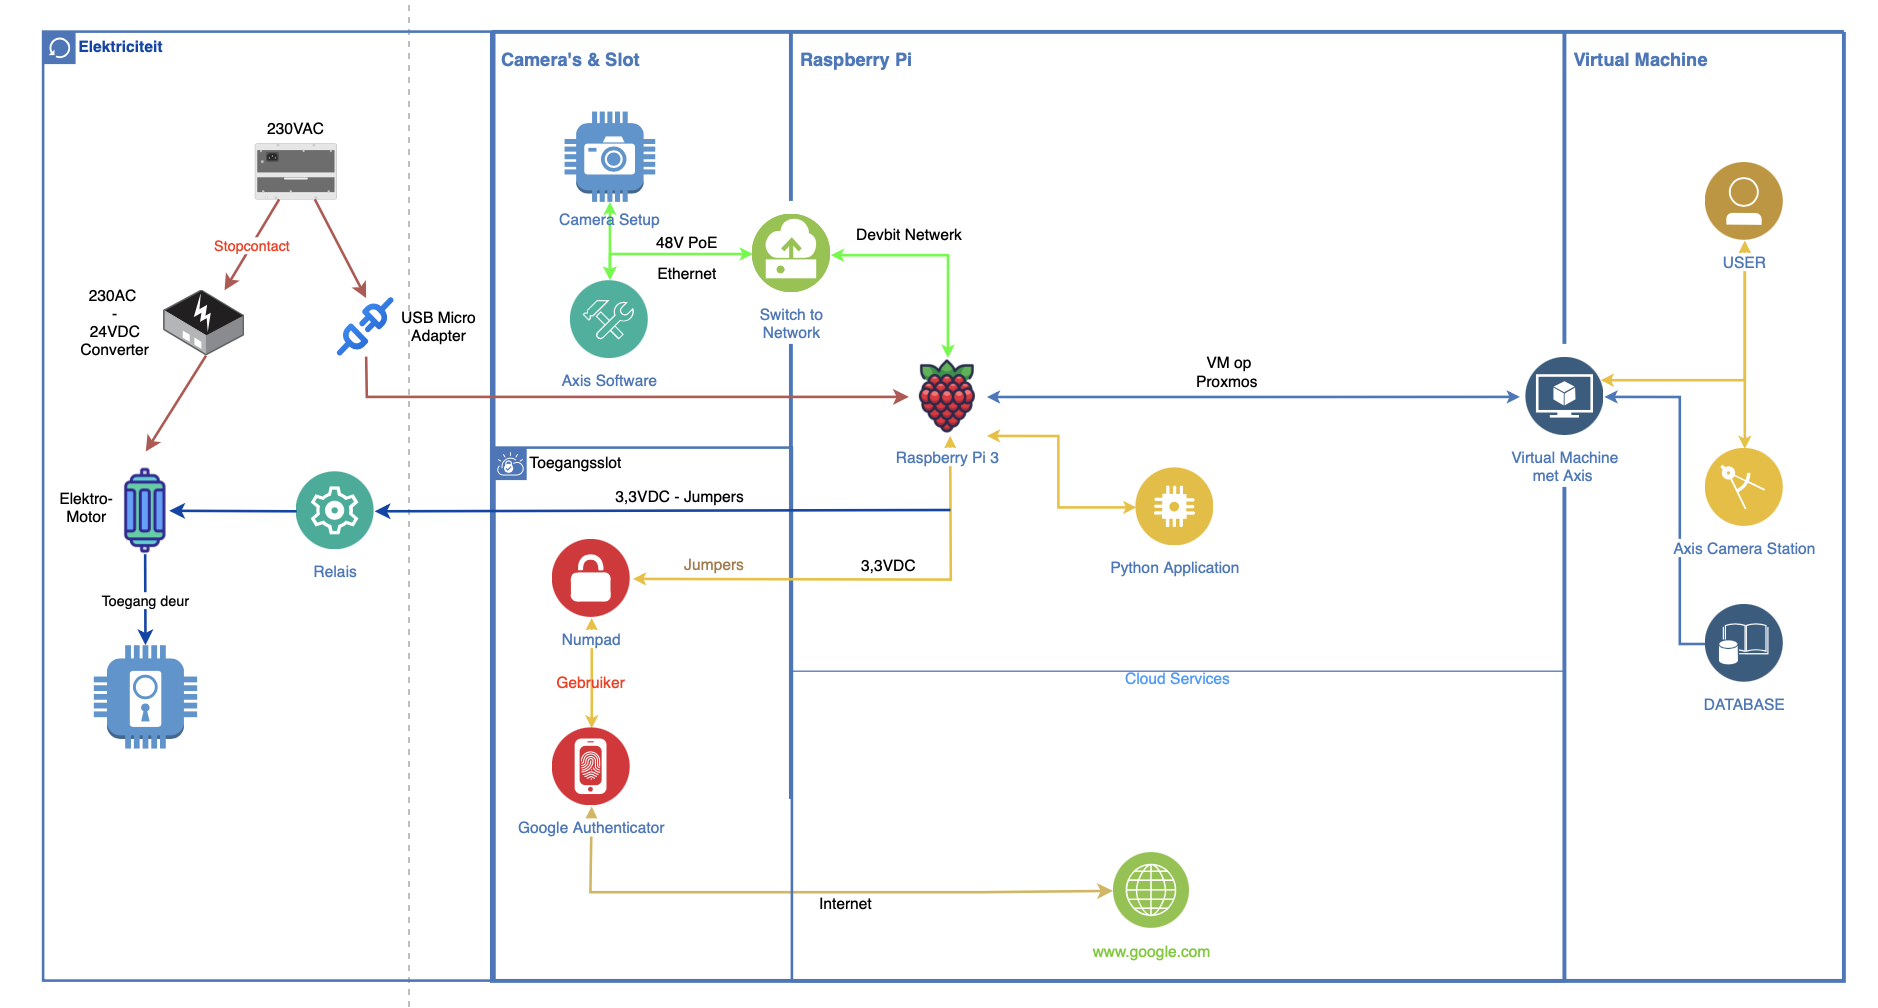 Elektriciteit
Camera's & Slot
Raspberry Pi
Virtual Machine
230VAC
Stopcontact
230AC
-
24VDC
Converter
USB Micro
Adapter
Elektro-
Motor
Relais
Toegang deur
Camera Setup
48V PoE
Ethernet
Axis Software
Switch to
Network
Devbit Netwerk
Toegangsslot
3,3VDC - Jumpers
Jumpers
3,3VDC
Numpad
Gebruiker
Google Authenticator
Internet
Raspberry Pi 3
Python Application
VM op
Proxmos
Cloud Services
www.google.com
USER
Virtual Machine
met Axis
Axis Camera Station
DATABASE